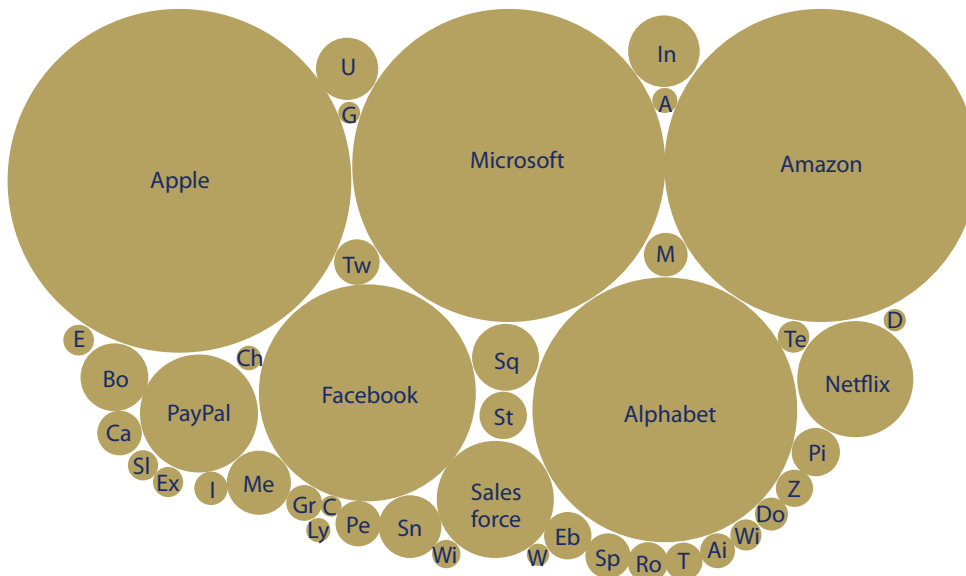 In
U
A
G
Microsoft
Amazon
Apple
M
Tw
D
E
Te
Ch
Sq
Bo
Netflix
Facebook
PayPal
St
Alphabet
Ca
Pi
Sl
Ex
I
Me
Z
Sales
force
Gr
C
Ly
Pe
Sn
Do
Eb
Wi
Ai
Wi
W
Sp
Ro
T